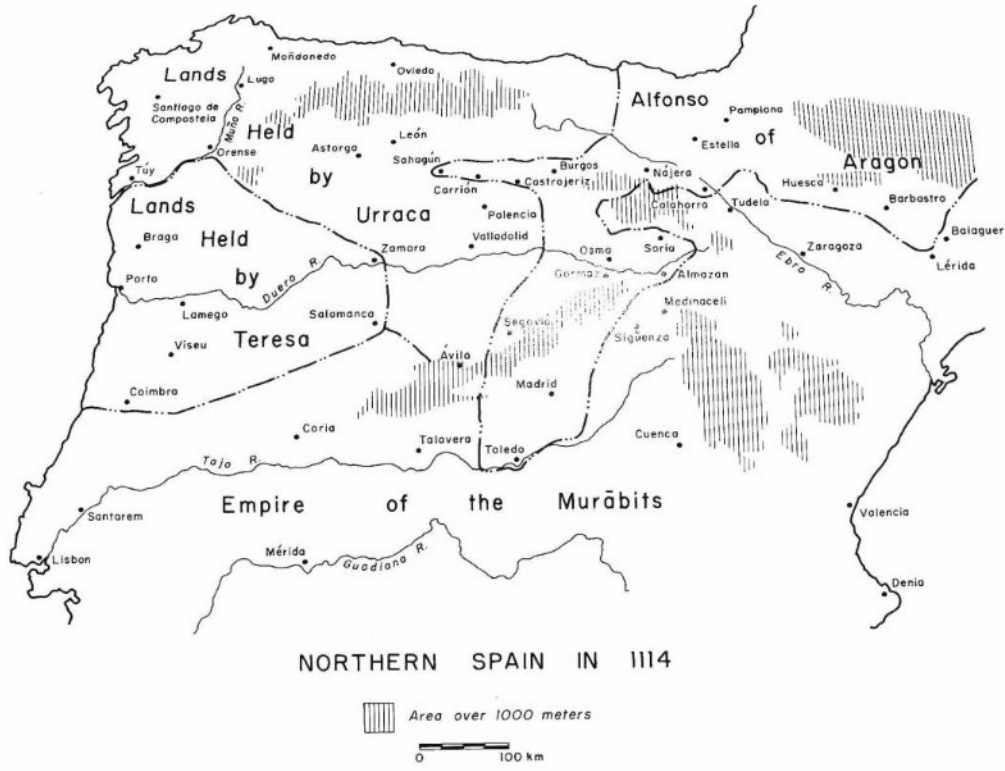 Moñdonedo
Lands
Lugo
Oviedo
Santiago de
Compostela
Muño R.
Held
Alfonso
Pamplona
León
Estella
of
Orense
Astorga
by
Sahagún
Burgos
Aragon
Túy
Carrión
Castrojeriz
Nájera
Huesca
Lands
Urraca
Palencia
Calahorra
Tudela
Barbastro
Braga
Held
Valladolid
Soria
Balaguer
Zamora
Osma
Zaragoza
Lérida
by
Porto
Duero R.
Gormaz
Almazan
Ebro R.
Lamego
Salamanca
Medinaceli
Teresa
Segovia
Sigüenza
Viseu
Ávila
Coimbra
Madrid
Coria
Talavera
Toledo
Cuenca
Tajo R.
Empire of the Murābits
Santarem
Valencia
Lisbon
Mérida
Guadiana R.
Denia
NORTHERN SPAIN IN 1114
Area over 1000 meters
0 100 km